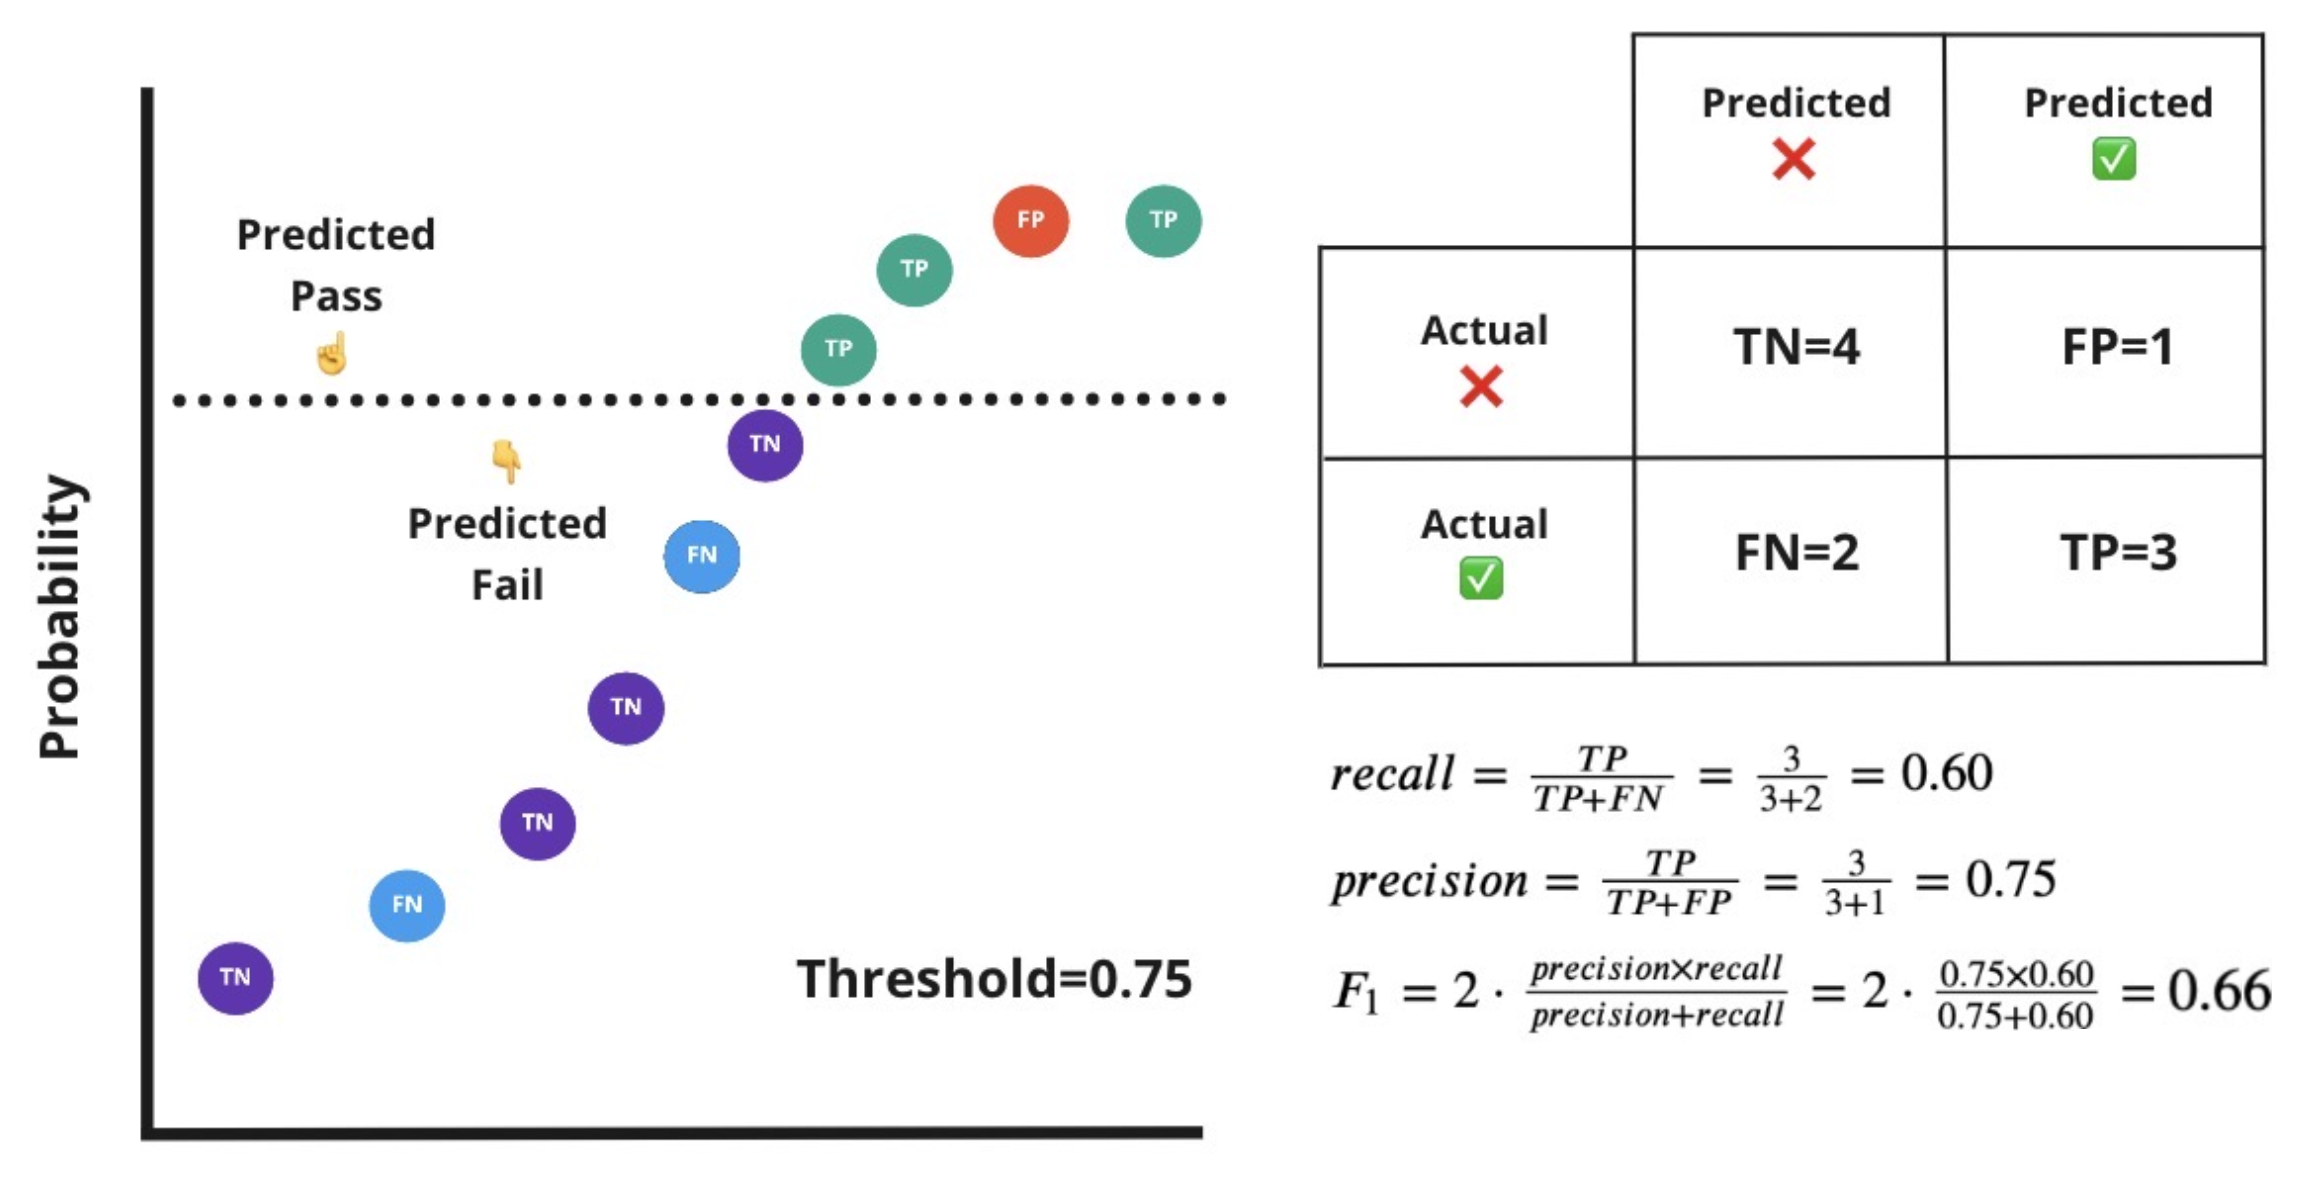 Probability
Predicted
Pass
☝
👇
Predicted
Fail
FP
TP
TP
TP
TN
FN
TN
TN
FN
TN
Threshold=0.75
Predicted
❌
Predicted
✅
Actual
❌
TN=4
FP=1
Actual
✅
FN=2
TP=3
recall = TP/TP+FN = 3/3+2 = 0.60
precision = TP/TP+FP = 3/3+1 = 0.75
F₁ = 2 · precision×recall/precision+recall = 2 · 0.75×0.60/0.75+0.60 = 0.66